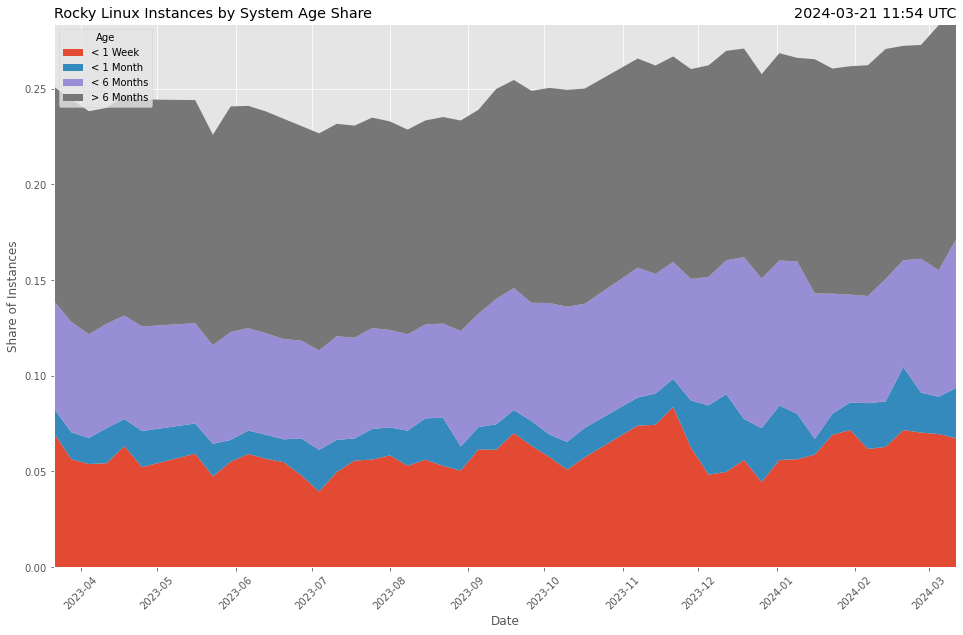 Rocky Linux Instances by System Age Share
2024-03-21 11:54 UTC
Age
< 1 Week
< 1 Month
< 6 Months
> 6 Months
0.25
0.20
0.15
0.10
0.05
0.00
Share of Instances
2023-04
2023-05
2023-06
2023-07
2023-08
2023-09
2023-10
2023-11
2023-12
2024-01
2024-02
2024-03
Date